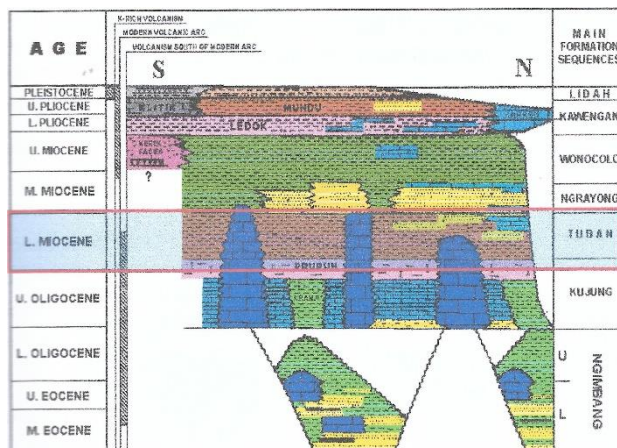 K-RICH VOLCANISM
MODERN VOLCANIC ARC
VOLCANISM SOUTH OF MODERN ARC
AGE
S
N
MAIN
FORMATION
SEQUENCES
PLEISTOCENE
LIDAH
U. PLIOCENE
MUNDU
KAWENGAN
L. PLIOCENE
LEDOK
U. MIOCENE
WONOCOLO
?
M. MIOCENE
NGRAYONG
L. MIOCENE
TUBAN
PRUPUH
U. OLIGOCENE
KUJUNG
L. OLIGOCENE
U
NGIMBANG
U. EOCENE
L
M. EOCENE